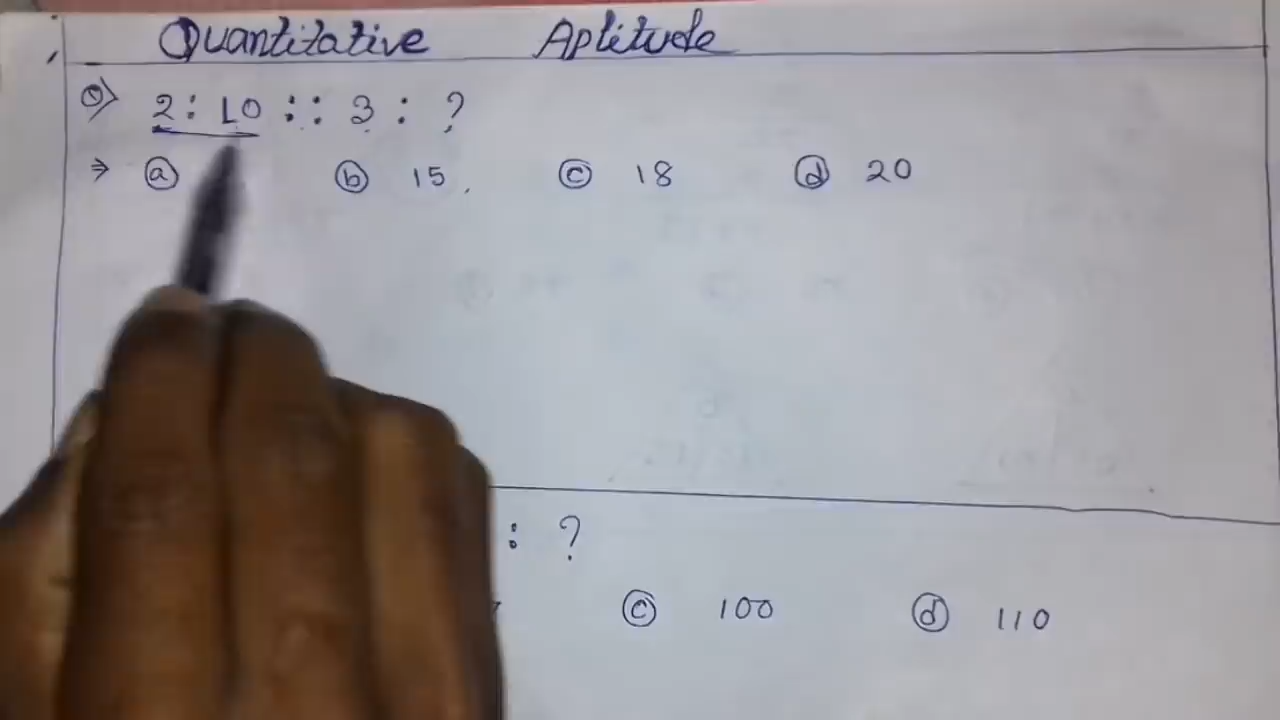 Quantitative Aptitude
Q> 2 : 10 :: 3 : ?
⇒ (a) (b) 15, (c) 18 (d) 20
: ?
(c) 100 (d) 110